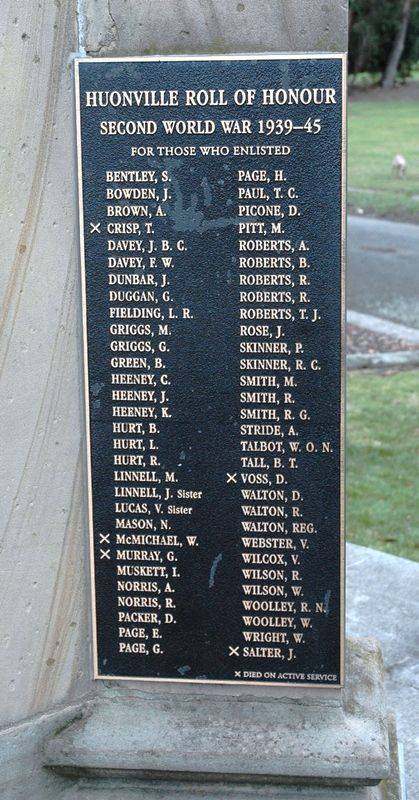 HUONVILLE ROLL OF HONOUR
SECOND WORLD WAR 1939–45
FOR THOSE WHO ENLISTED
BENTLEY, S.
BOWDEN, J.
BROWN, A.
× CRISP, T.
DAVEY, J. B. C.
DAVEY, F. W.
DUNBAR, J.
DUGGAN, G.
FIELDING, L. R.
GRIGGS, M.
GRIGGS, G.
GREEN, B.
HEENEY, C.
HEENEY, J.
HEENEY, K.
HURT, B.
HURT, L.
HURT, R.
LINNELL, M.
LINNELL, J. Sister
LUCAS, V. Sister
MASON, N.
× McMICHAEL, W.
× MURRAY, G.
MUSKETT, I.
NORRIS, A.
NORRIS, R.
PACKER, D.
PAGE, E.
PAGE, G.
PAGE, H.
PAUL, T. C.
PICONE, D.
PITT, M.
ROBERTS, A.
ROBERTS, B.
ROBERTS, R.
ROBERTS, R.
ROBERTS, T. J.
ROSE, J.
SKINNER, P.
SKINNER, R. C.
SMITH, M.
SMITH, R.
SMITH, R. G.
STRIDE, A.
TALBOT, W. O. N.
TALL, B. T.
× VOSS, D.
WALTON, D.
WALTON, R.
WALTON, REG.
WEBSTER, V.
WILCOX, V.
WILSON, R.
WILSON, W.
WOOLLEY, R. N.
WOOLLEY, W.
WRIGHT, W.
× SALTER, J.
× DIED ON ACTIVE SERVICE